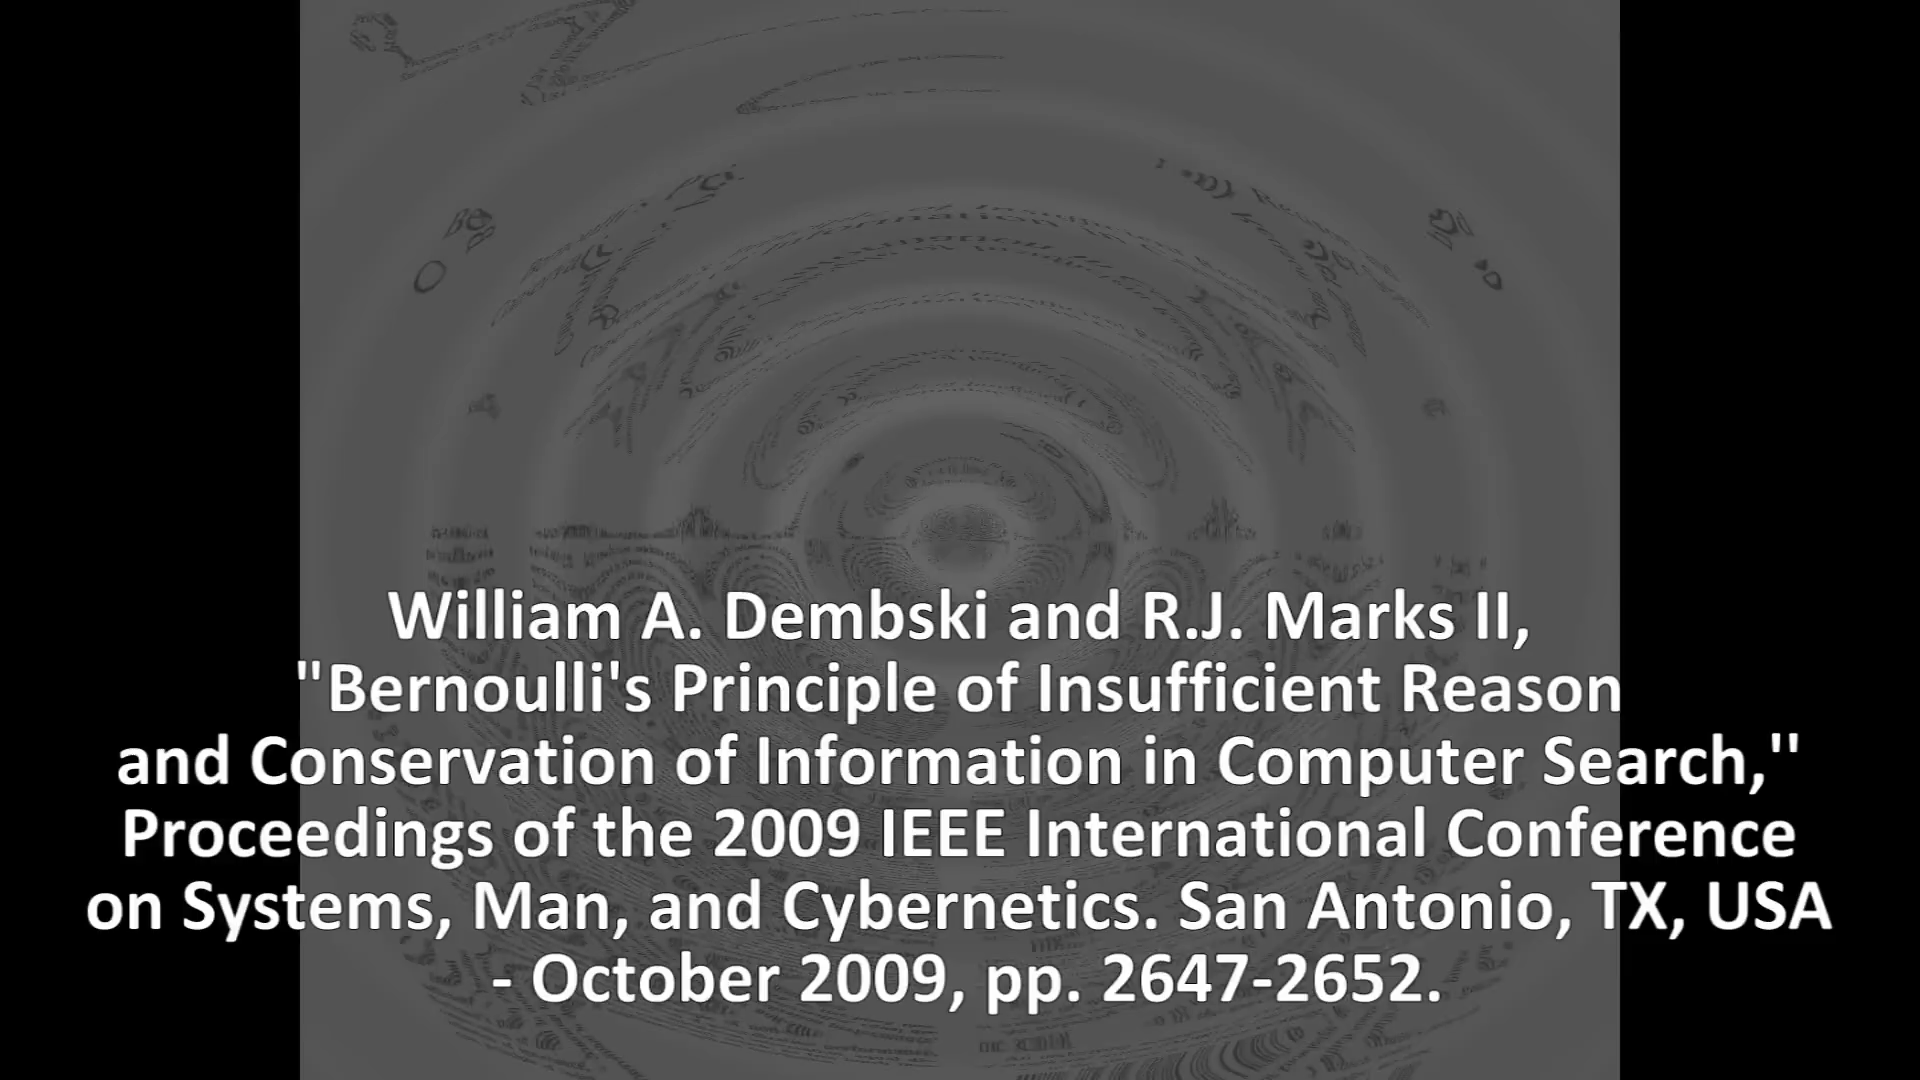 William A. Dembski and R.J. Marks II,
"Bernoulli's Principle of Insufficient Reason
and Conservation of Information in Computer Search,''
Proceedings of the 2009 IEEE International Conference
on Systems, Man, and Cybernetics. San Antonio, TX, USA
- October 2009, pp. 2647-2652.